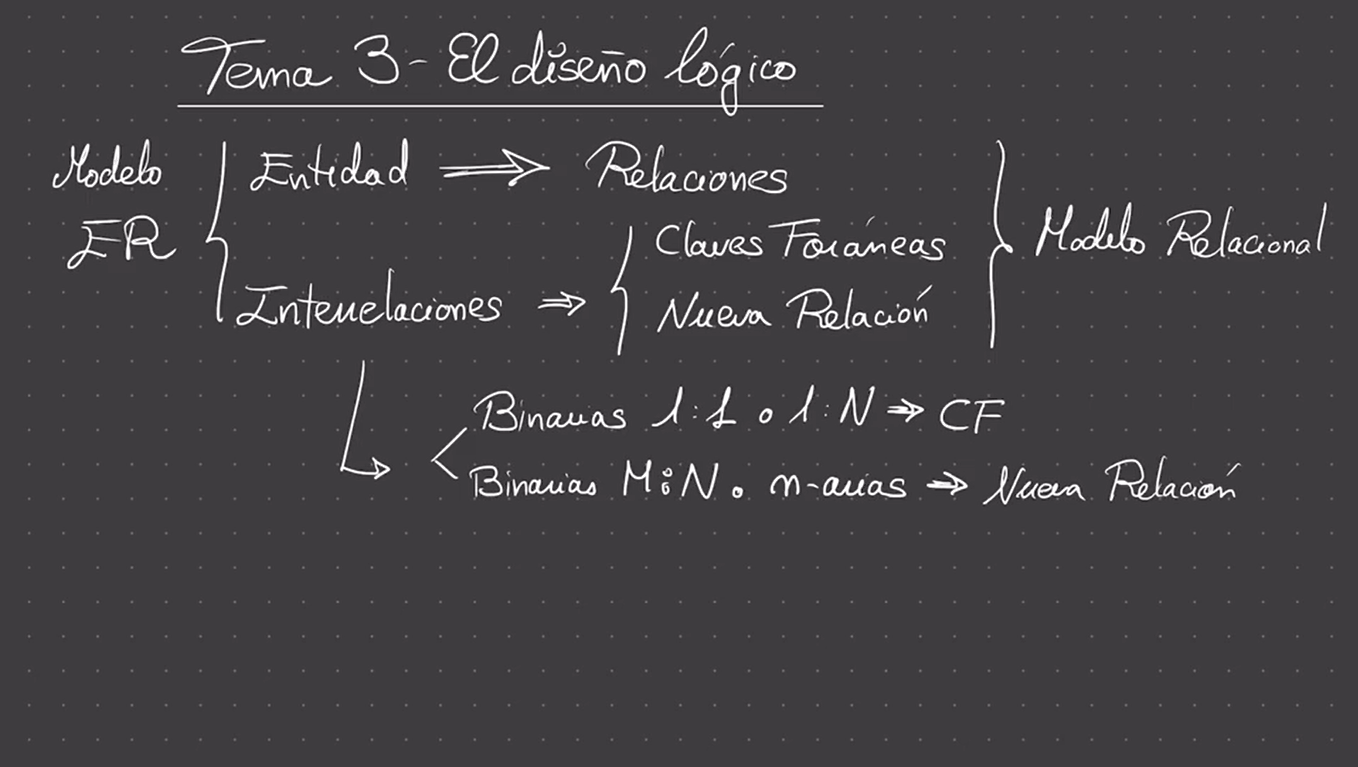 Tema 3 - El diseño lógico
Modelo ER
Entidad ⇒ Relaciones
Interrelaciones ⇒
Claves Foráneas
Nueva Relación
Modelo Relacional
Binarias 1:1 o 1:N ⇒ CF
Binarias M:N o n-arias ⇒ Nueva Relación